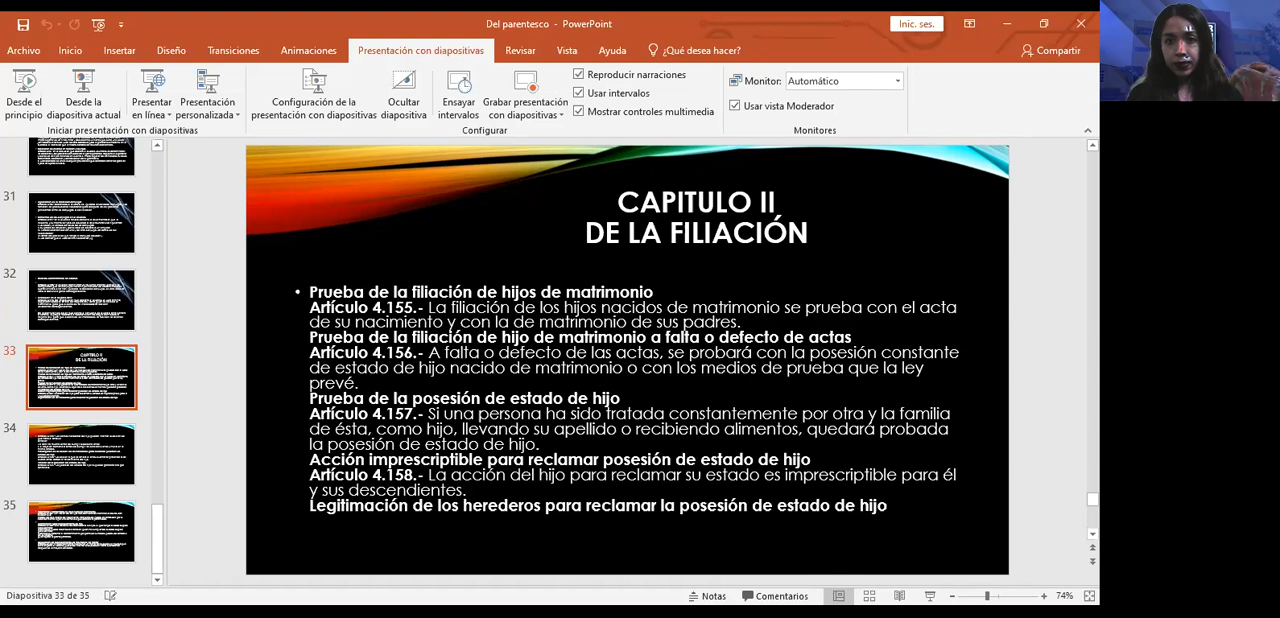 Del parentesco - PowerPoint
Inic. ses.
Archivo Inicio Insertar Diseño Transiciones Animaciones Presentación con diapositivas Revisar Vista Ayuda ¿Qué desea hacer? Compartir
Desde el principio
Desde la diapositiva actual
Presentar en línea
Presentación personalizada
Iniciar presentación con diapositivas
Configuración de la presentación con diapositivas
Ocultar diapositiva
Ensayar intervalos
Grabar presentación con diapositivas
Reproducir narraciones
Usar intervalos
Mostrar controles multimedia
Configurar
Monitor: Automático
Usar vista Moderador
Monitores
31
32
33
34
35
CAPITULO II
DE LA FILIACIÓN
• Prueba de la filiación de hijos de matrimonio
Artículo 4.155.- La filiación de los hijos nacidos de matrimonio se prueba con el acta
de su nacimiento y con la de matrimonio de sus padres.
Prueba de la filiación de hijo de matrimonio a falta o defecto de actas
Artículo 4.156.- A falta o defecto de las actas, se probará con la posesión constante
de estado de hijo nacido de matrimonio o con los medios de prueba que la ley
prevé.
Prueba de la posesión de estado de hijo
Artículo 4.157.- Si una persona ha sido tratada constantemente por otra y la familia
de ésta, como hijo, llevando su apellido o recibiendo alimentos, quedará probada
la posesión de estado de hijo.
Acción imprescriptible para reclamar posesión de estado de hijo
Artículo 4.158.- La acción del hijo para reclamar su estado es imprescriptible para él
y sus descendientes.
Legitimación de los herederos para reclamar la posesión de estado de hijo
Diapositiva 33 de 35
Notas
Comentarios
74%